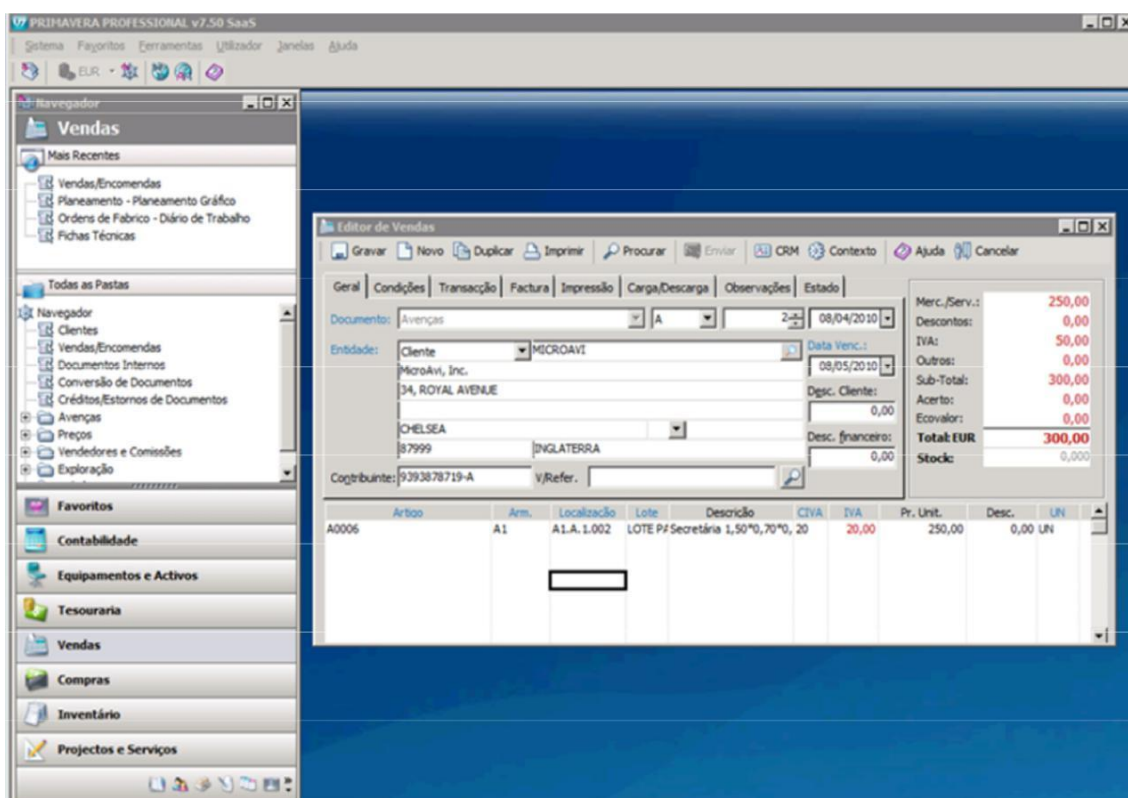 PRIMAVERA PROFESSIONAL v7.50 SaaS
Sistema Favoritos Ferramentas Utilizador Janelas Ajuda
EUR
Navegador
Vendas
Mais Recentes
Vendas/Encomendas
Planeamento - Planeamento Gráfico
Ordens de Fabrico - Diário de Trabalho
Fichas Técnicas
Todas as Pastas
Navegador
Clientes
Vendas/Encomendas
Documentos Internos
Conversão de Documentos
Créditos/Estornos de Documentos
Avenças
Preços
Vendedores e Comissões
Exploração
Favoritos
Contabilidade
Equipamentos e Activos
Tesouraria
Vendas
Compras
Inventário
Projectos e Serviços
Editor de Vendas
Gravar Novo Duplicar Imprimir Procurar Enviar CRM Contexto Ajuda Cancelar
Geral Condições Transacção Factura Impressão Carga/Descarga Observações Estado
Documento: Avenças A 2 08/04/2010
Entidade: Cliente MICROAVI Data Venc.:
MicroAvi, Inc. 08/05/2010
34, ROYAL AVENUE Desc. Cliente:
0,00
CHELSEA Desc. financeiro:
87999 INGLATERRA 0,00
Contribuinte: 9393878719-A V/Refer.
Merc./Serv.: 250,00
Descontos: 0,00
IVA: 50,00
Outros: 0,00
Sub-Total: 300,00
Acerto: 0,00
Ecovalor: 0,00
Total: EUR 300,00
Stock: 0,000
Artigo Arm. Localização Lote Descrição CIVA IVA Pr. Unit. Desc. UN
A0006 A1 A1.A.1.002 LOTE PA Secretária 1,50*0,70*0, 20 20,00 250,00 0,00 UN